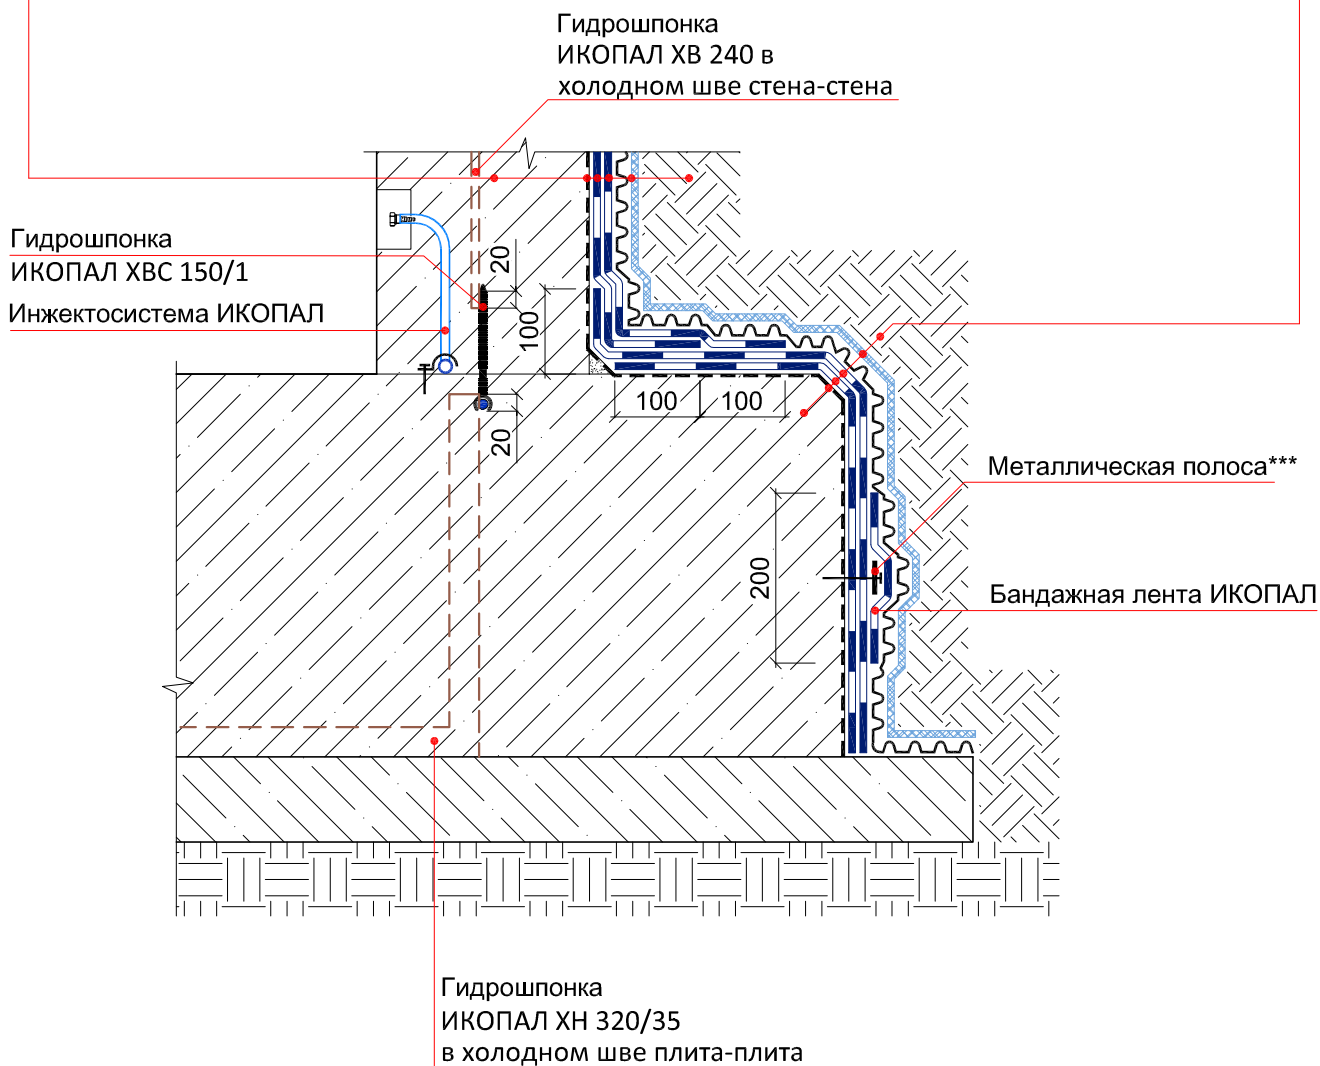 Гидрошпонка
ИКОПАЛ ХВ 240 в
холодном шве стена-стена
Гидрошпонка
ИКОПАЛ ХВС 150/1
Инжектосистема ИКОПАЛ
20
100
100
100
20
Металлическая полоса***
200
Бандажная лента ИКОПАЛ
Гидрошпонка
ИКОПАЛ ХН 320/35
в холодном шве плита-плита